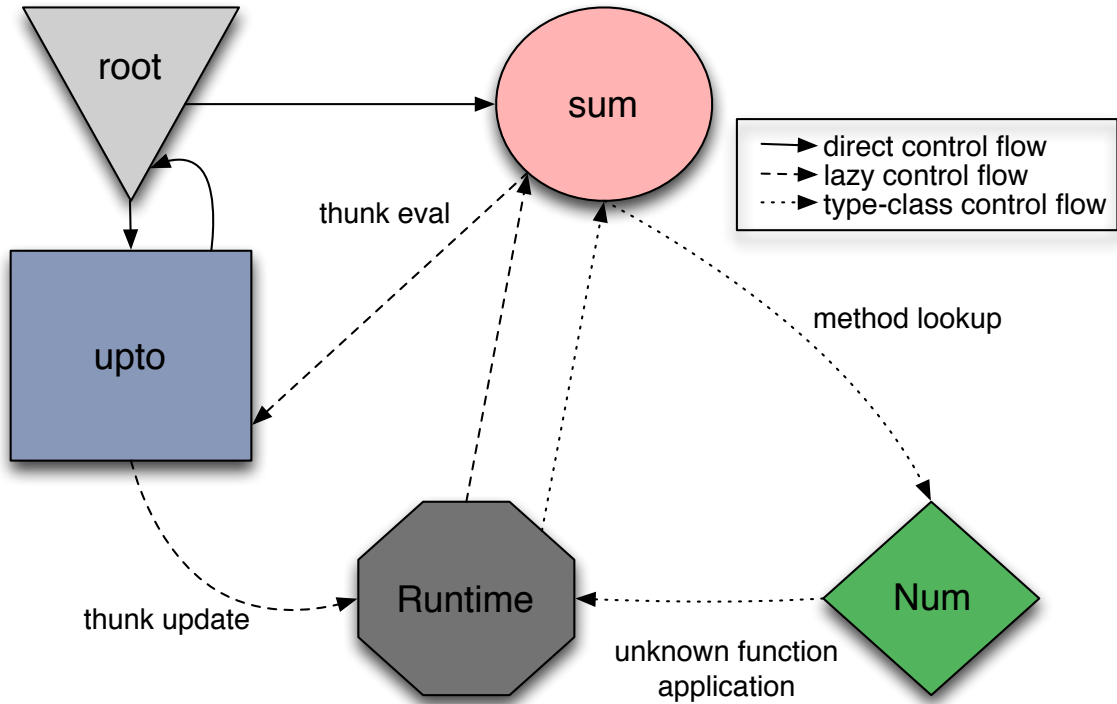 root
sum
direct control flow
lazy control flow
type-class control flow
thunk eval
method lookup
upto
Runtime
Num
thunk update
unknown function
application